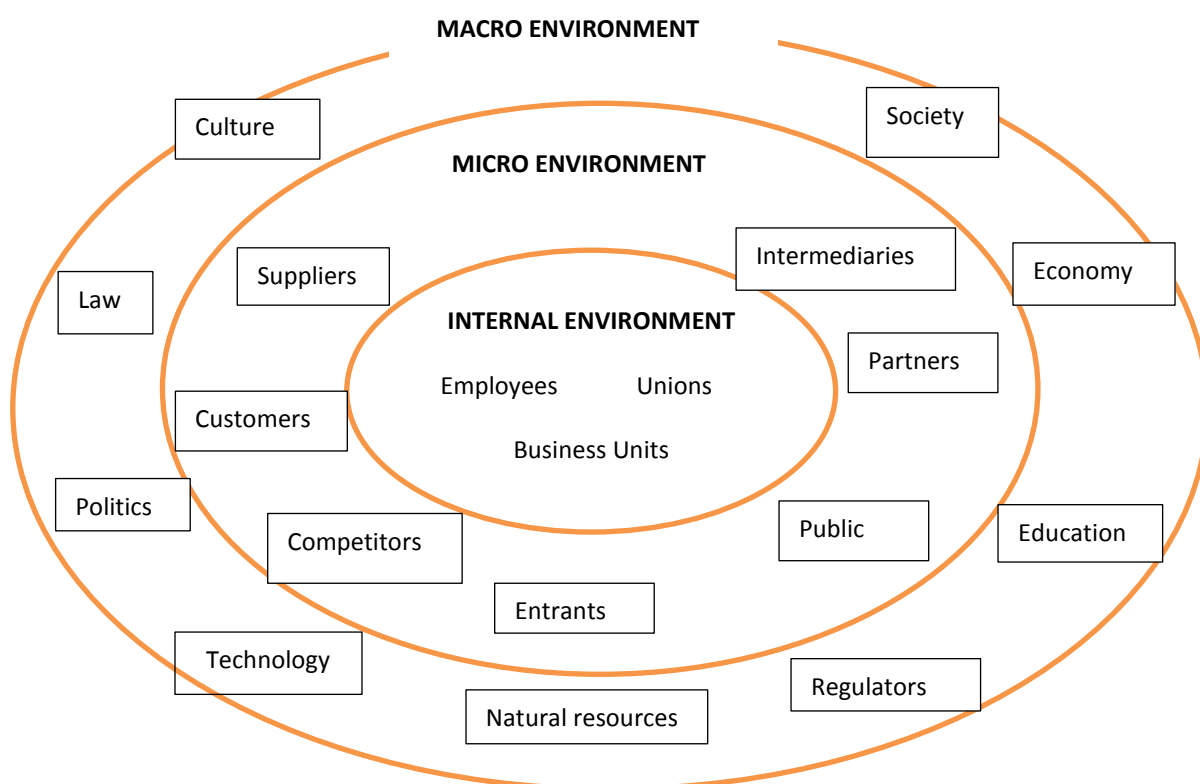 MACRO ENVIRONMENT
Culture
Society
MICRO ENVIRONMENT
Suppliers
Intermediaries
Law
Economy
INTERNAL ENVIRONMENT
Partners
Employees
Unions
Customers
Business Units
Politics
Competitors
Public
Education
Entrants
Technology
Regulators
Natural resources